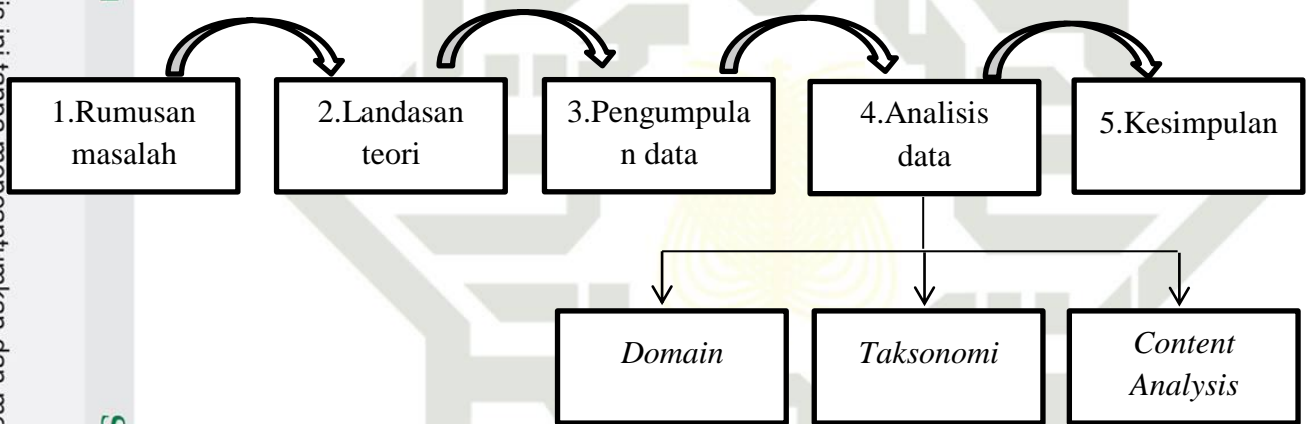 1.Rumusan
masalah
2.Landasan
teori
3.Pengumpula
n data
4.Analisis
data
5.Kesimpulan
Domain
Taksonomi
Content
Analysis